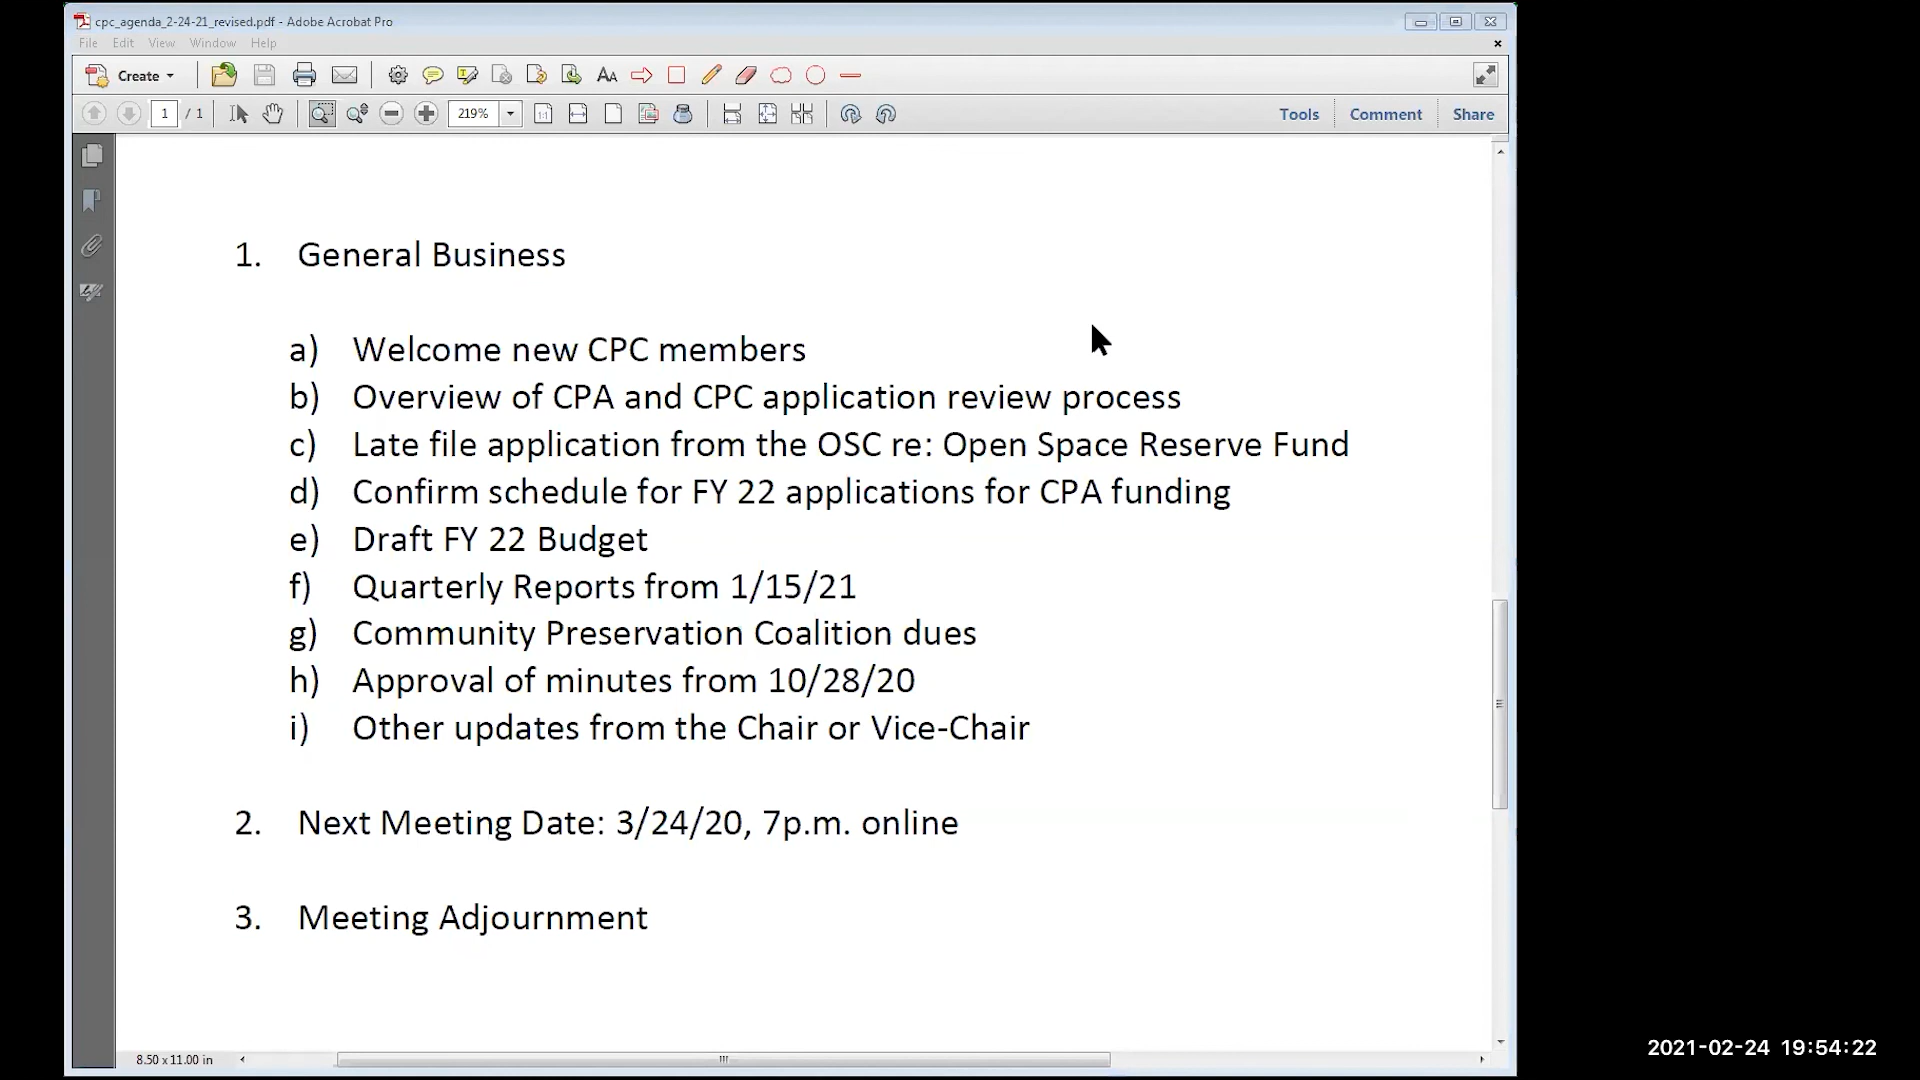 cpc_agenda_2-24-21_revised.pdf - Adobe Acrobat Pro
File Edit View Window Help
Create
1 / 1 219% Tools Comment Share
1. General Business
a) Welcome new CPC members
b) Overview of CPA and CPC application review process
c) Late file application from the OSC re: Open Space Reserve Fund
d) Confirm schedule for FY 22 applications for CPA funding
e) Draft FY 22 Budget
f) Quarterly Reports from 1/15/21
g) Community Preservation Coalition dues
h) Approval of minutes from 10/28/20
i) Other updates from the Chair or Vice-Chair
2. Next Meeting Date: 3/24/20, 7p.m. online
3. Meeting Adjournment
8.50 x 11.00 in
2021-02-24 19:54:22